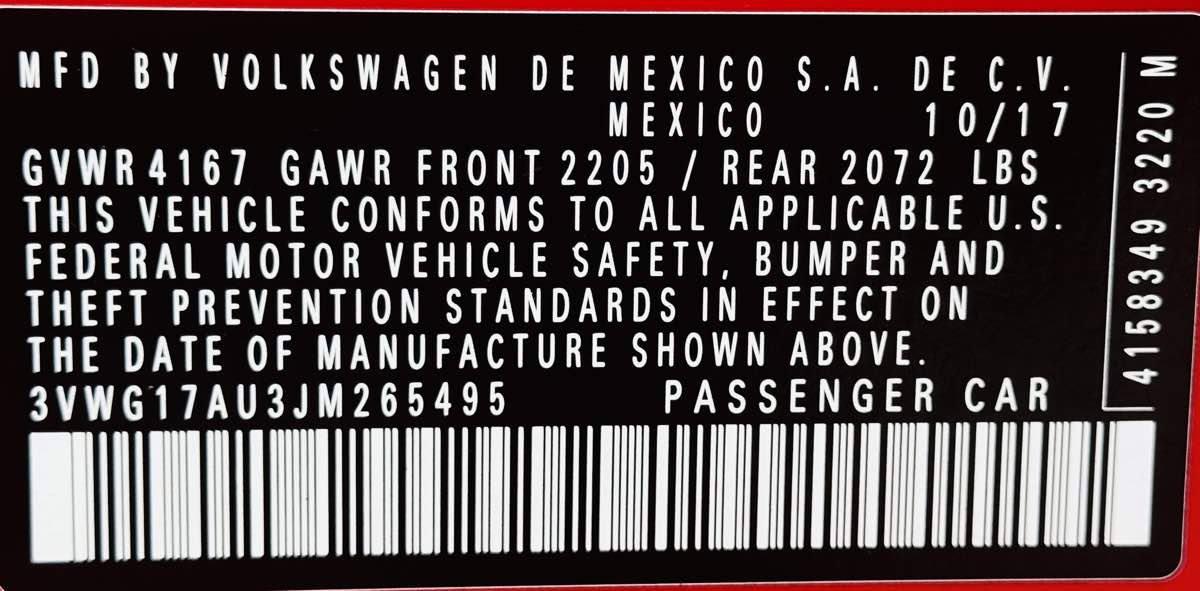 MFD BY VOLKSWAGEN DE MEXICO S.A. DE C.V.
MEXICO 10/17
GVWR 4167 GAWR FRONT 2205 / REAR 2072 LBS
THIS VEHICLE CONFORMS TO ALL APPLICABLE U.S.
FEDERAL MOTOR VEHICLE SAFETY, BUMPER AND
THEFT PREVENTION STANDARDS IN EFFECT ON
THE DATE OF MANUFACTURE SHOWN ABOVE.
3VWG17AU3JM265495 PASSENGER CAR
4158349 3220 M